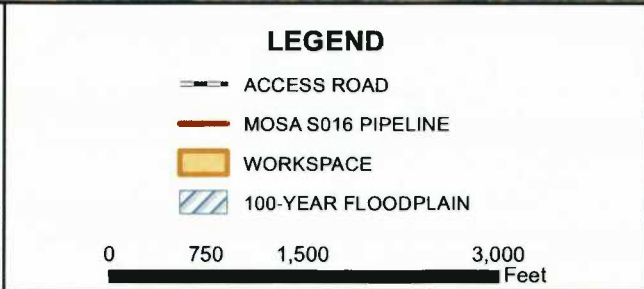 LEGEND
ACCESS ROAD
MOSA S016 PIPELINE
WORKSPACE
100-YEAR FLOODPLAIN
0 750 1,500 3,000
Feet